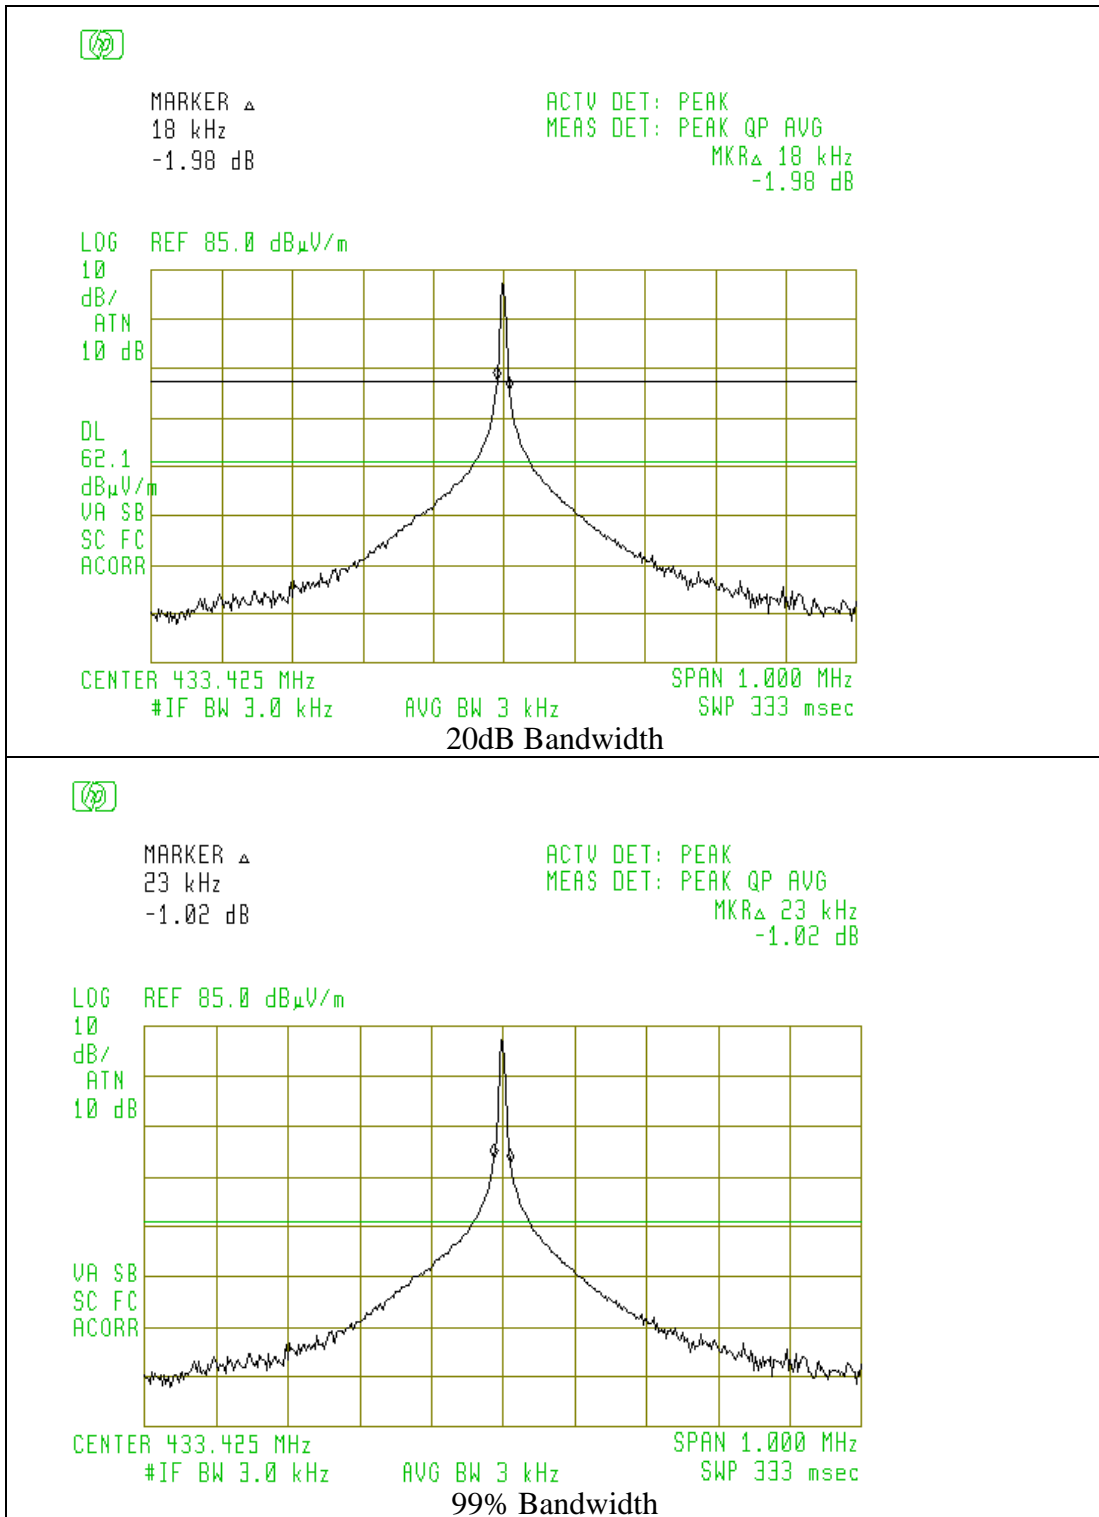 hp
MARKER Δ
18 kHz
-1.98 dB
ACTV DET: PEAK
MEAS DET: PEAK QP AVG
MKRΔ 18 kHz
-1.98 dB
LOG REF 85.0 dBµV/m
10
dB/
ATN
10 dB
DL
62.1
dBµV/m
VA SB
SC FC
ACORR
CENTER 433.425 MHz SPAN 1.000 MHz
#IF BW 3.0 kHz AVG BW 3 kHz SWP 333 msec
20dB Bandwidth
hp
MARKER Δ
23 kHz
-1.02 dB
ACTV DET: PEAK
MEAS DET: PEAK QP AVG
MKRΔ 23 kHz
-1.02 dB
LOG REF 85.0 dBµV/m
10
dB/
ATN
10 dB
VA SB
SC FC
ACORR
CENTER 433.425 MHz SPAN 1.000 MHz
#IF BW 3.0 kHz AVG BW 3 kHz SWP 333 msec
99% Bandwidth